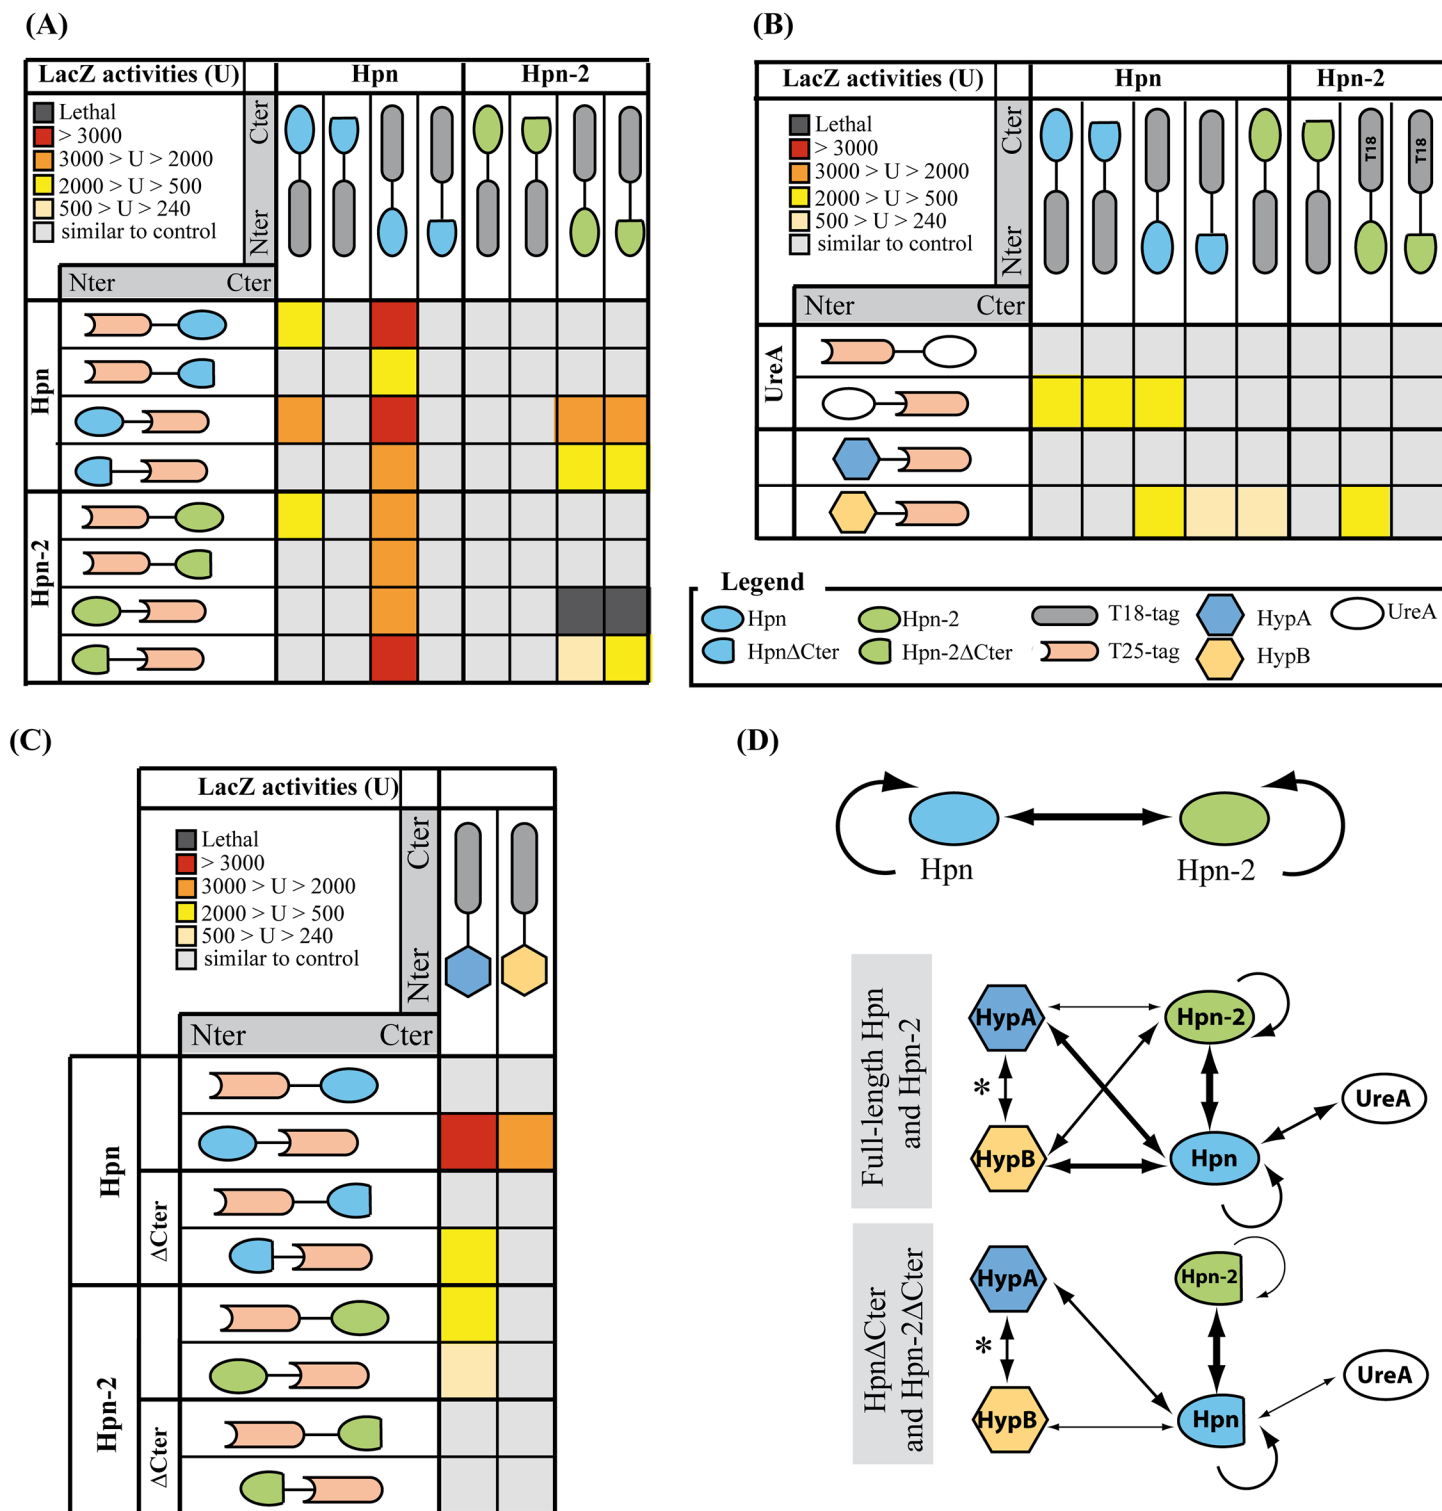 (A)
LacZ activities (U)
Hpn
Hpn-2
Lethal
> 3000
3000 > U > 2000
2000 > U > 500
500 > U > 240
similar to control
Cter
Nter
Nter
Cter
Hpn
Hpn-2
(B)
LacZ activities (U)
Hpn
Hpn-2
Lethal
> 3000
3000 > U > 2000
2000 > U > 500
500 > U > 240
similar to control
Cter
Nter
T18
T18
Nter
Cter
UreA
Legend
Hpn
Hpn-2
T18-tag
HypA
UreA
HpnΔCter
Hpn-2ΔCter
T25-tag
HypB
(C)
LacZ activities (U)
Lethal
> 3000
3000 > U > 2000
2000 > U > 500
500 > U > 240
similar to control
Cter
Nter
Nter
Cter
Hpn
ΔCter
Hpn-2
ΔCter
(D)
Hpn
Hpn-2
Full-length Hpn
and Hpn-2
HypA
Hpn-2
*
UreA
HypB
Hpn
HpnΔCter
and Hpn-2ΔCter
HypA
Hpn-2
*
UreA
HypB
Hpn